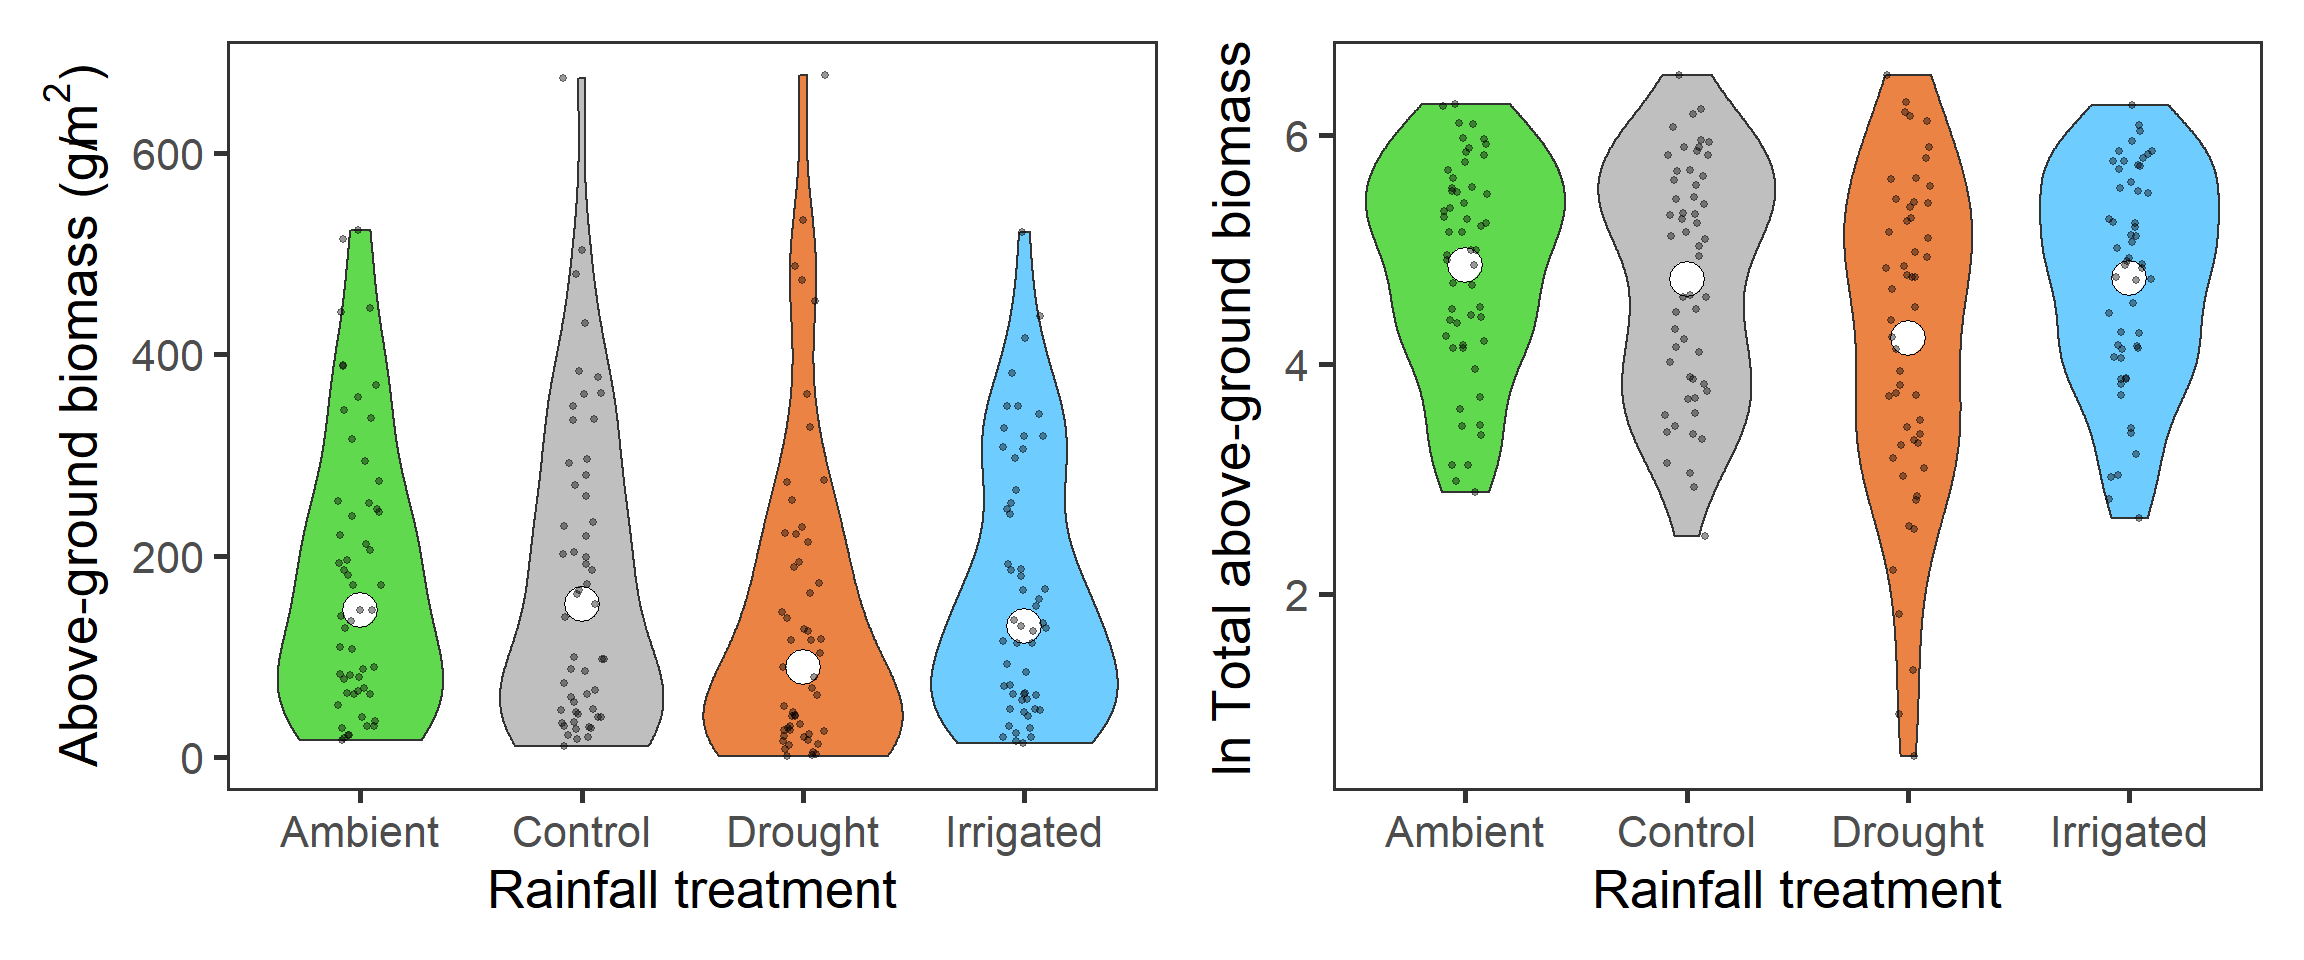 Above-ground biomass (g/m²)
600
400
200
0
Ambient Control Drought Irrigated
Rainfall treatment
ln Total above-ground biomass
6
4
2
Ambient Control Drought Irrigated
Rainfall treatment